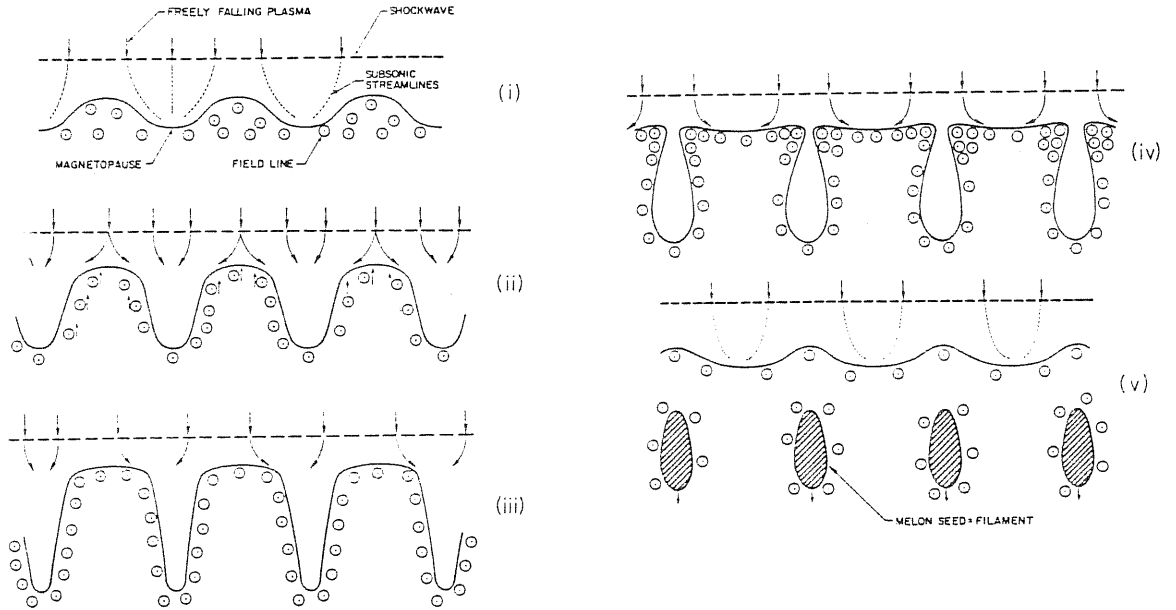 FREELY FALLING PLASMA
SHOCKWAVE
SUBSONIC
STREAMLINES
(i)
MAGNETOPAUSE
FIELD LINE
(ii)
(iii)
(iv)
(v)
MELON SEED=FILAMENT